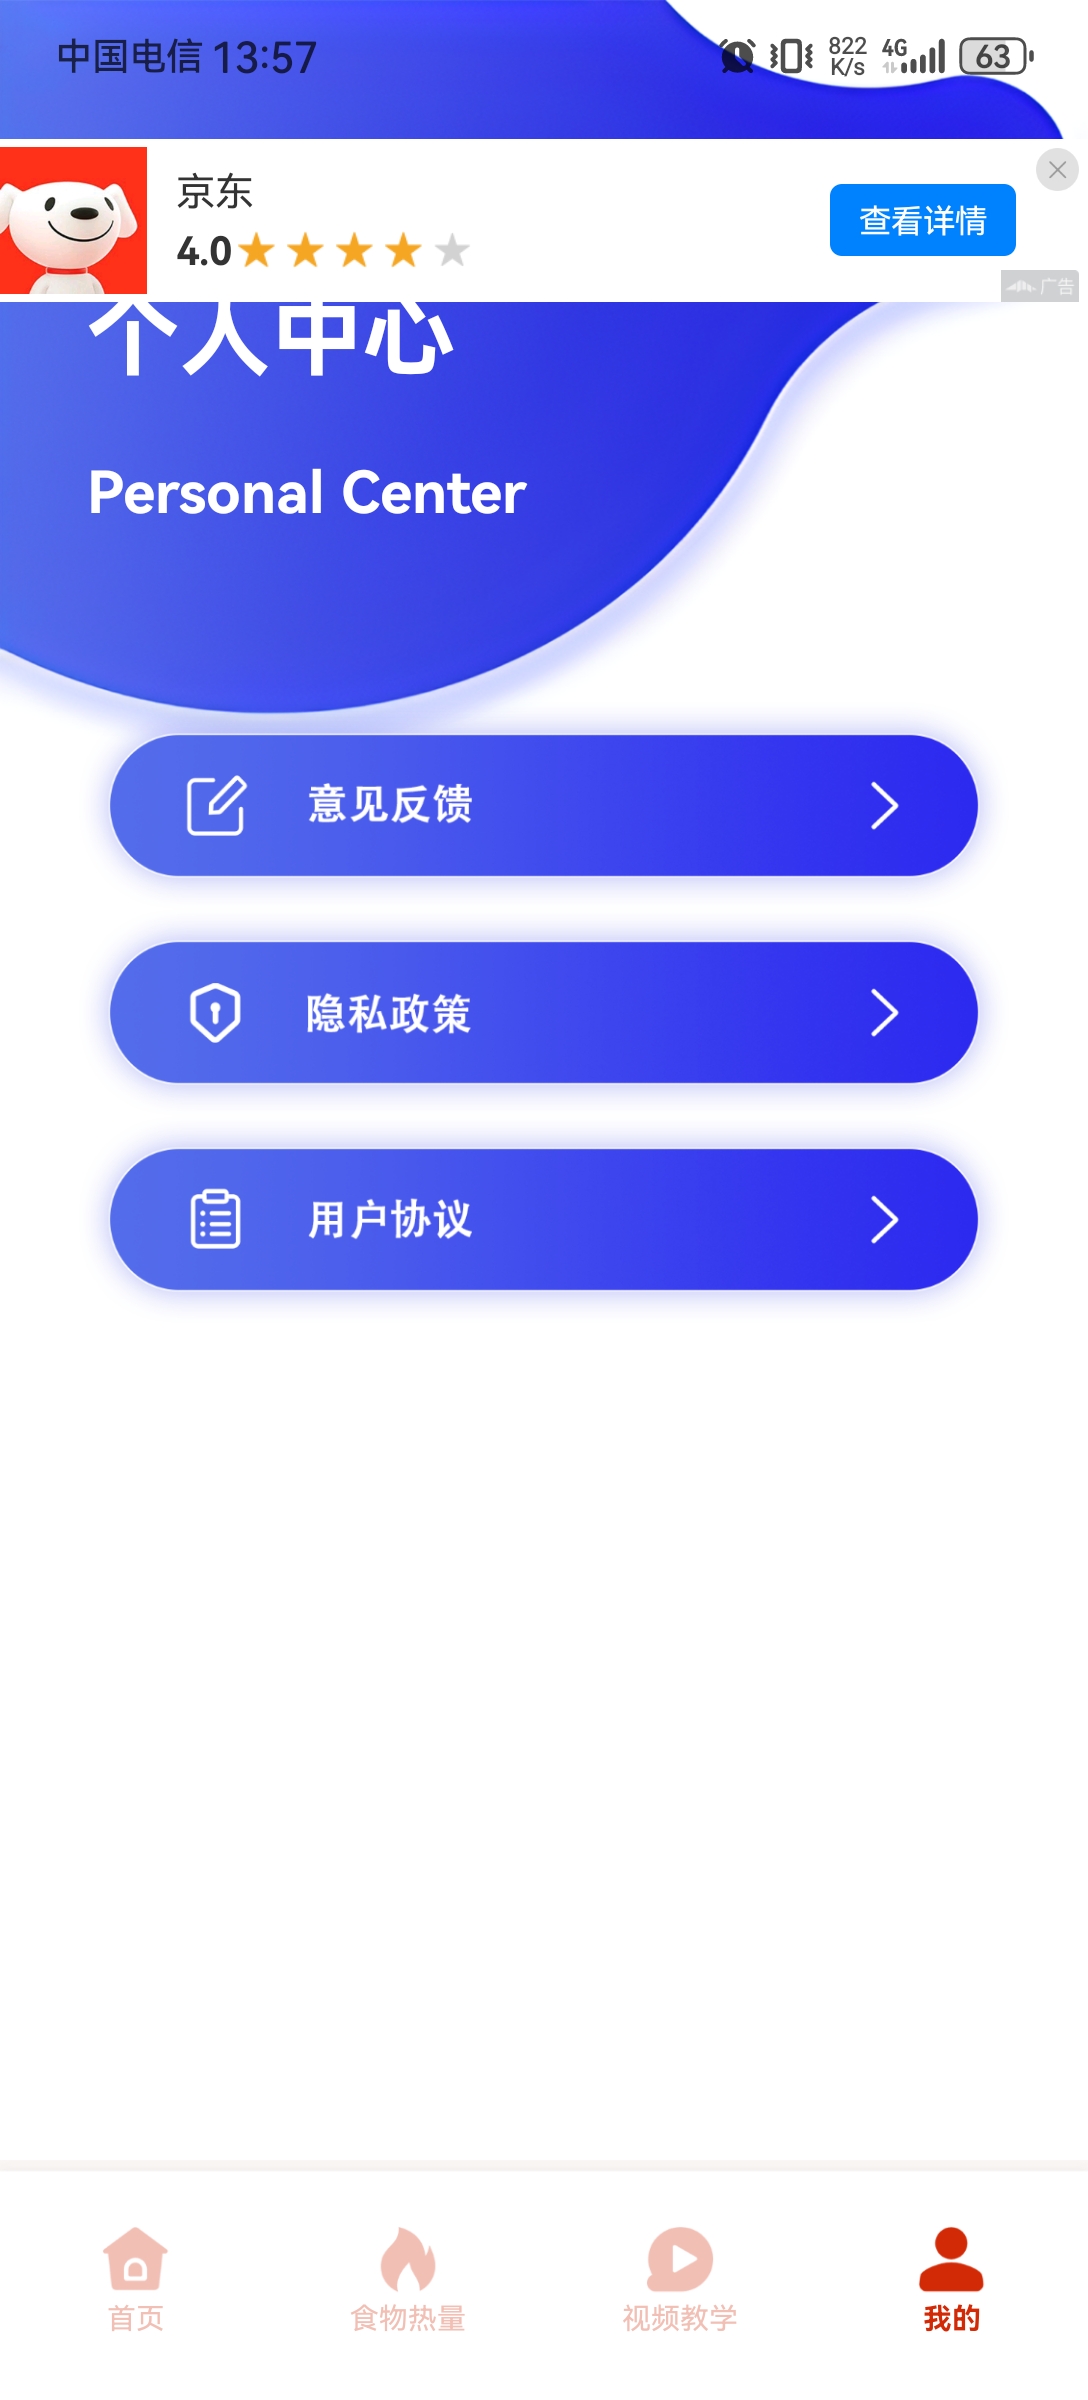 中国电信 13:57
822 K/s 4G 63
京东
4.0
查看详情
广告
个人中心
Personal Center
意见反馈
隐私政策
用户协议
首页 食物热量 视频教学 我的